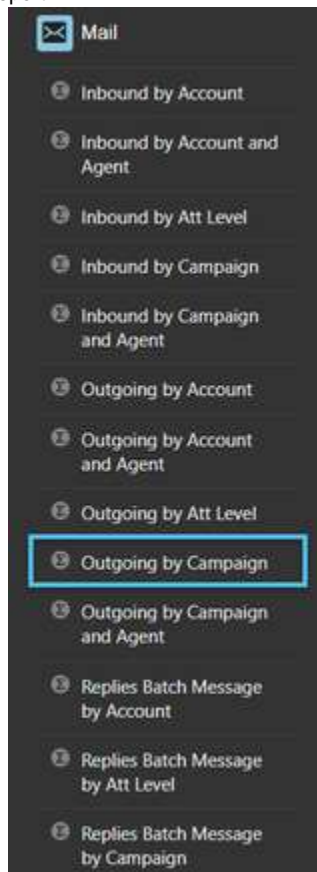 Mail
Inbound by Account
Inbound by Account and
Agent
Inbound by Att Level
Inbound by Campaign
Inbound by Campaign
and Agent
Outgoing by Account
Outgoing by Account
and Agent
Outgoing by Att Level
Outgoing by Campaign
Outgoing by Campaign
and Agent
Replies Batch Message
by Account
Replies Batch Message
by Att Level
Replies Batch Message
by Campaign